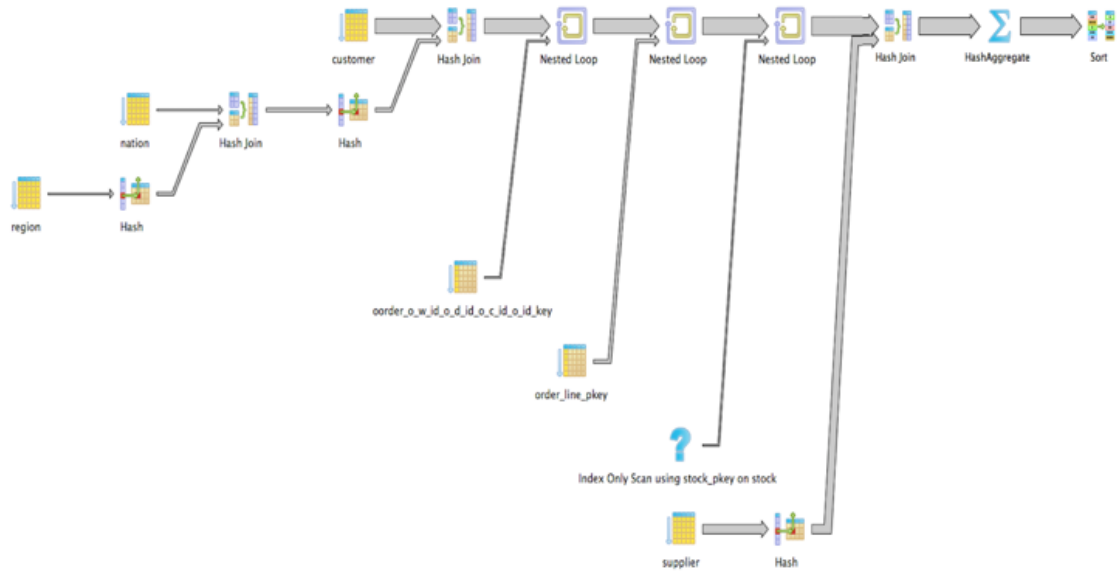 customer
Hash Join
Nested Loop
Nested Loop
Nested Loop
Hash Join
HashAggregate
Sort
nation
Hash Join
Hash
region
Hash
oorder_o_w_id_o_d_id_o_c_id_o_id_key
order_line_pkey
Index Only Scan using stock_pkey on stock
supplier
Hash